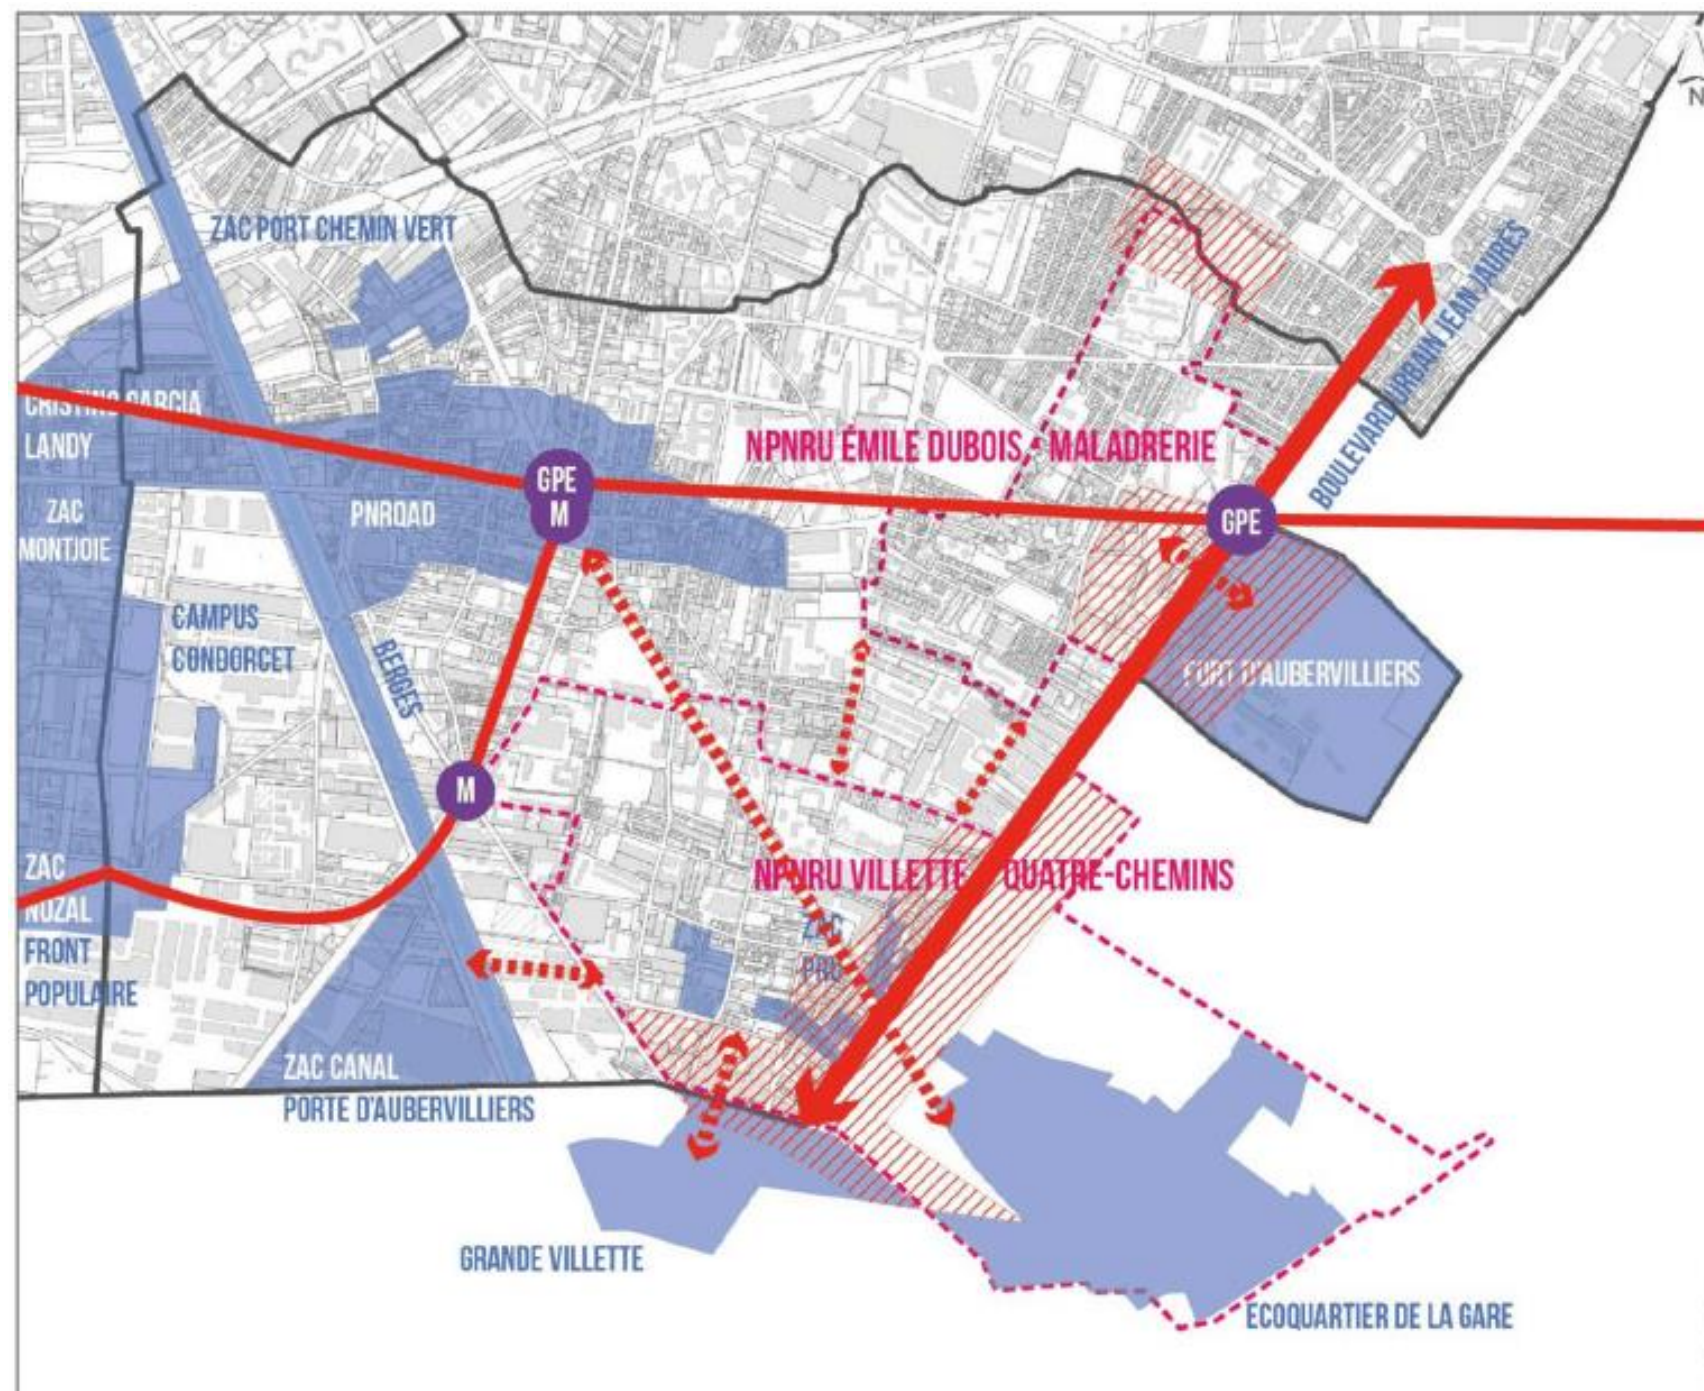 N
ZAC PORT CHEMIN VERT
BOULEVARD URBAIN JEAN JAURÈS
CRISTINO GARCIA
LANDY
NPNRU ÉMILE DUBOIS - MALADRERIE
GPE
M
ZAC
MONTJOIE
PNRQAD
GPE
CAMPUS
CONDORCET
BERGES
FORT D'AUBERVILLIERS
M
ZAC
NOZAL
FRONT
POPULAIRE
NPNRU VILLETTE QUATRE-CHEMINS
ZAC
PRU
ZAC CANAL
PORTE D'AUBERVILLIERS
GRANDE VILLETTE
ECOQUARTIER DE LA GARE